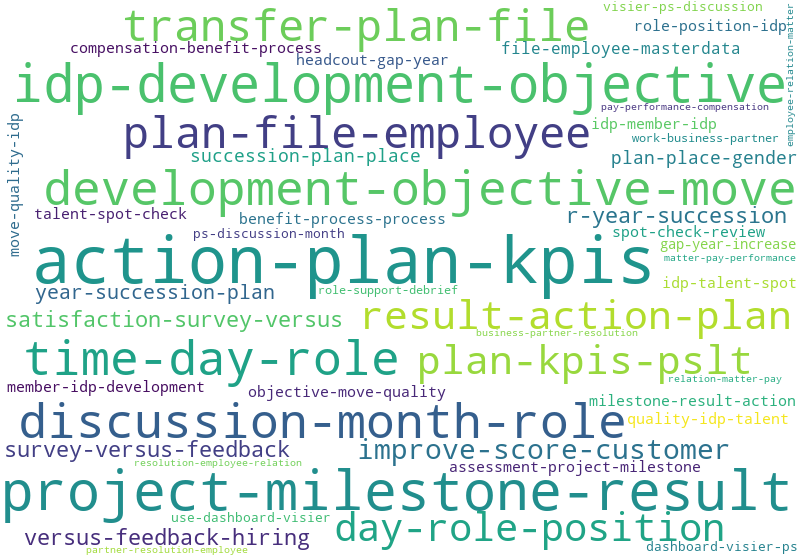 visier-ps-discussion
transfer-plan-file
role-position-idp
compensation-benefit-process
file-employee-masterdata
headcout-gap-year
employee-relation-matter
idp-development-objective
pay-performance-compensation
plan-file-employee
idp-member-idp
work-business-partner
move-quality-idp
succession-plan-place
plan-place-gender
development-objective-move
talent-spot-check
benefit-process-process
r-year-succession
ps-discussion-month
spot-check-review
action-plan-kpis
gap-year-increase
matter-pay-performance
year-succession-plan
role-support-debrief
idp-talent-spot
satisfaction-survey-versus
result-action-plan
business-partner-resolution
time-day-role
plan-kpis-pslt
relation-matter-pay
member-idp-development
objective-move-quality
milestone-result-action
discussion-month-role
quality-idp-talent
survey-versus-feedback
improve-score-customer
resolution-employee-relation
assessment-project-milestone
project-milestone-result
use-dashboard-visier
day-role-position
versus-feedback-hiring
partner-resolution-employee
dashboard-visier-ps